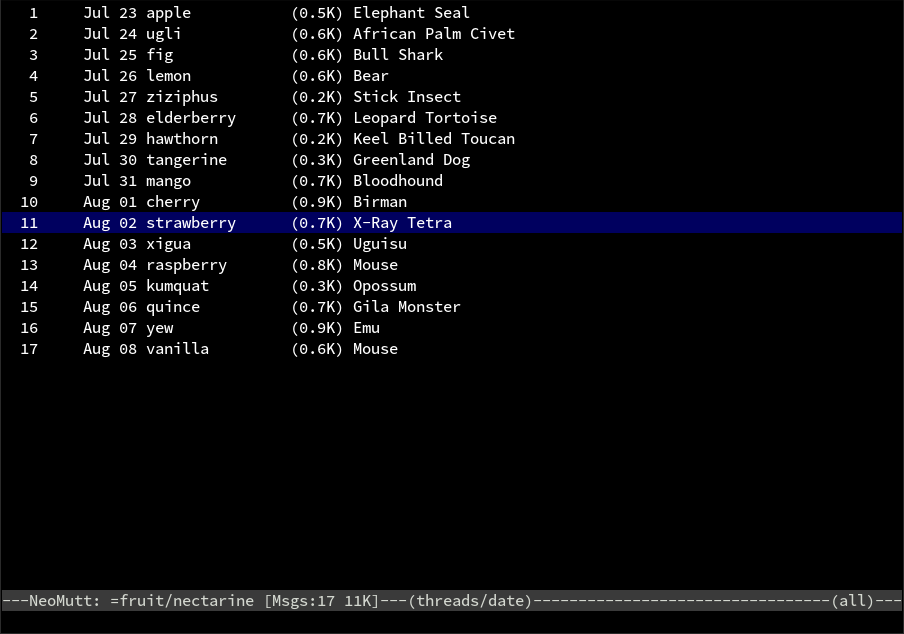 1 Jul 23 apple (0.5K) Elephant Seal
2 Jul 24 ugli (0.6K) African Palm Civet
3 Jul 25 fig (0.6K) Bull Shark
4 Jul 26 lemon (0.6K) Bear
5 Jul 27 ziziphus (0.2K) Stick Insect
6 Jul 28 elderberry (0.7K) Leopard Tortoise
7 Jul 29 hawthorn (0.2K) Keel Billed Toucan
8 Jul 30 tangerine (0.3K) Greenland Dog
9 Jul 31 mango (0.7K) Bloodhound
10 Aug 01 cherry (0.9K) Birman
11 Aug 02 strawberry (0.7K) X-Ray Tetra
12 Aug 03 xigua (0.5K) Uguisu
13 Aug 04 raspberry (0.8K) Mouse
14 Aug 05 kumquat (0.3K) Opossum
15 Aug 06 quince (0.7K) Gila Monster
16 Aug 07 yew (0.9K) Emu
17 Aug 08 vanilla (0.6K) Mouse
---NeoMutt: =fruit/nectarine [Msgs:17 11K]---(threads/date)---------------------------------(all)---